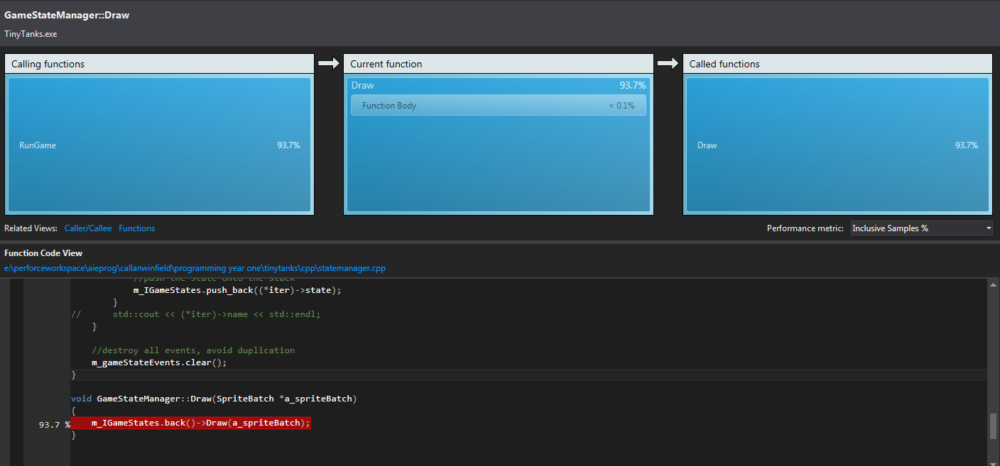 GameStateManager::Draw
TinyTanks.exe
Calling functions
Current function
Called functions
RunGame 93.7%
Draw 93.7%
Function Body < 0.1%
Draw 93.7%
Related Views: Caller/Callee Functions
Performance metric: Inclusive Samples %
Function Code View
e:\perforceworkspace\aieprog\callanwinfield\programming year one\tinytanks\cpp\statemanager.cpp
//push the state onto the stack
m_IGameStates.push_back((*iter)->state);
}
// std::cout << (*iter)->name << std::endl;
}
//destroy all events, avoid duplication
m_gameStateEvents.clear();
}
void GameStateManager::Draw(SpriteBatch *a_spriteBatch)
{
93.7 % m_IGameStates.back()->Draw(a_spriteBatch);
}